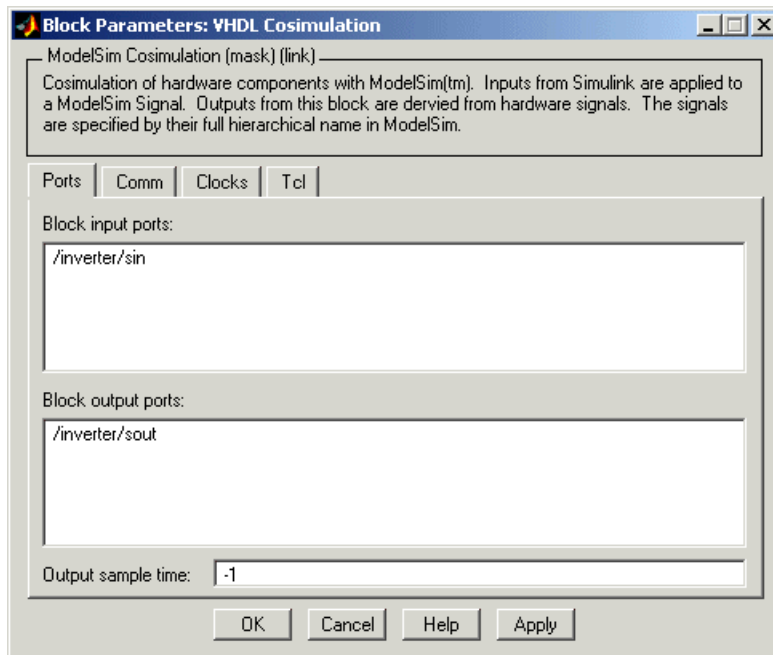 Block Parameters: VHDL Cosimulation
ModelSim Cosimulation (mask) (link)
Cosimulation of hardware components with ModelSim(tm). Inputs from Simulink are applied to
a ModelSim Signal. Outputs from this block are dervied from hardware signals. The signals
are specified by their full hierarchical name in ModelSim.
Ports Comm Clocks Tcl
Block input ports:
/inverter/sin
Block output ports:
/inverter/sout
Output sample time: -1
OK Cancel Help Apply